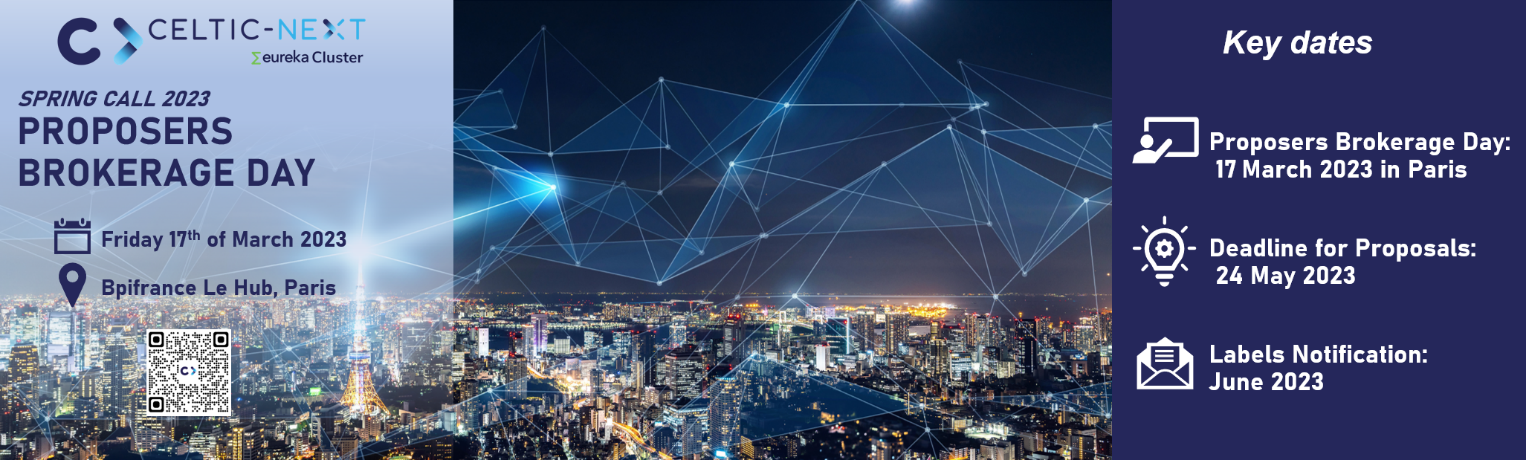 CELTIC-NEXT
eureka Cluster
SPRING CALL 2023
PROPOSERS
BROKERAGE DAY
Friday 17th of March 2023
Bpifrance Le Hub, Paris
Key dates
Proposers Brokerage Day:
17 March 2023 in Paris
Deadline for Proposals:
24 May 2023
Labels Notification:
June 2023